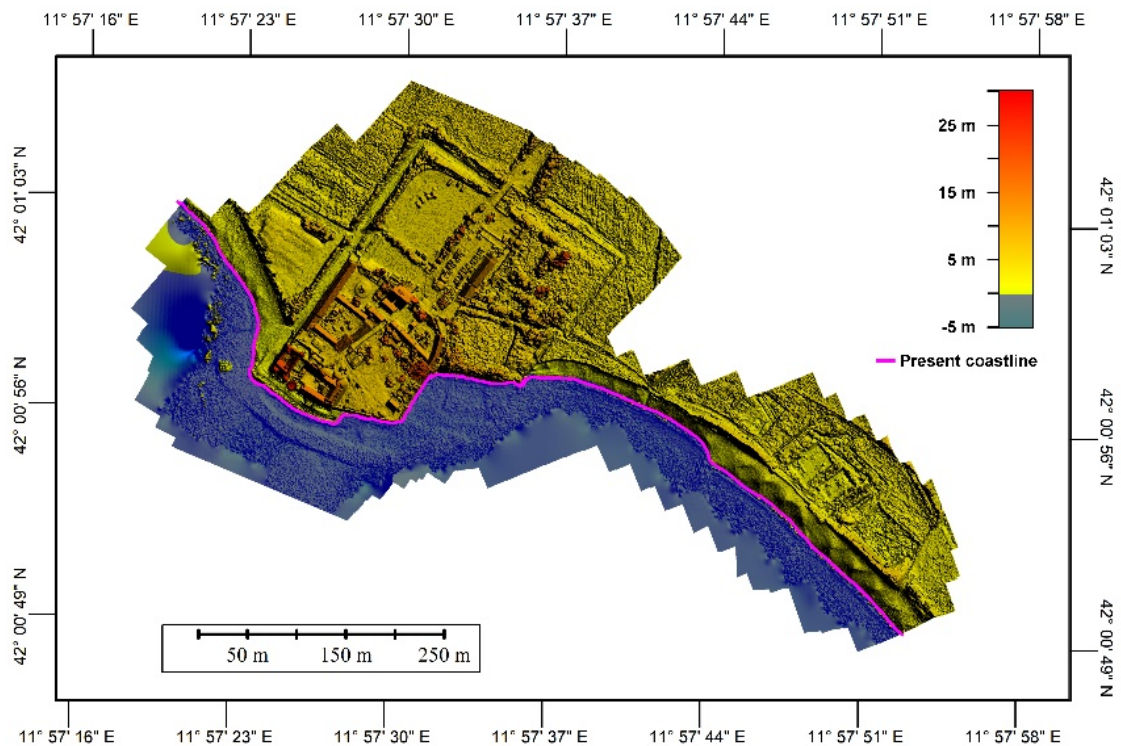 11° 57' 16" E 11° 57' 23" E 11° 57' 30" E 11° 57' 37" E 11° 57' 44" E 11° 57' 51" E 11° 57' 58" E
25 m
42° 01' 03" N
15 m
42° 01' 03" N
5 m
-5 m
Present coastline
42° 00' 56" N
42° 00' 56" N
42° 00' 49" N
42° 00' 49" N
50 m 150 m 250 m
11° 57' 16" E 11° 57' 23" E 11° 57' 30" E 11° 57' 37" E 11° 57' 44" E 11° 57' 51" E 11° 57' 58" E